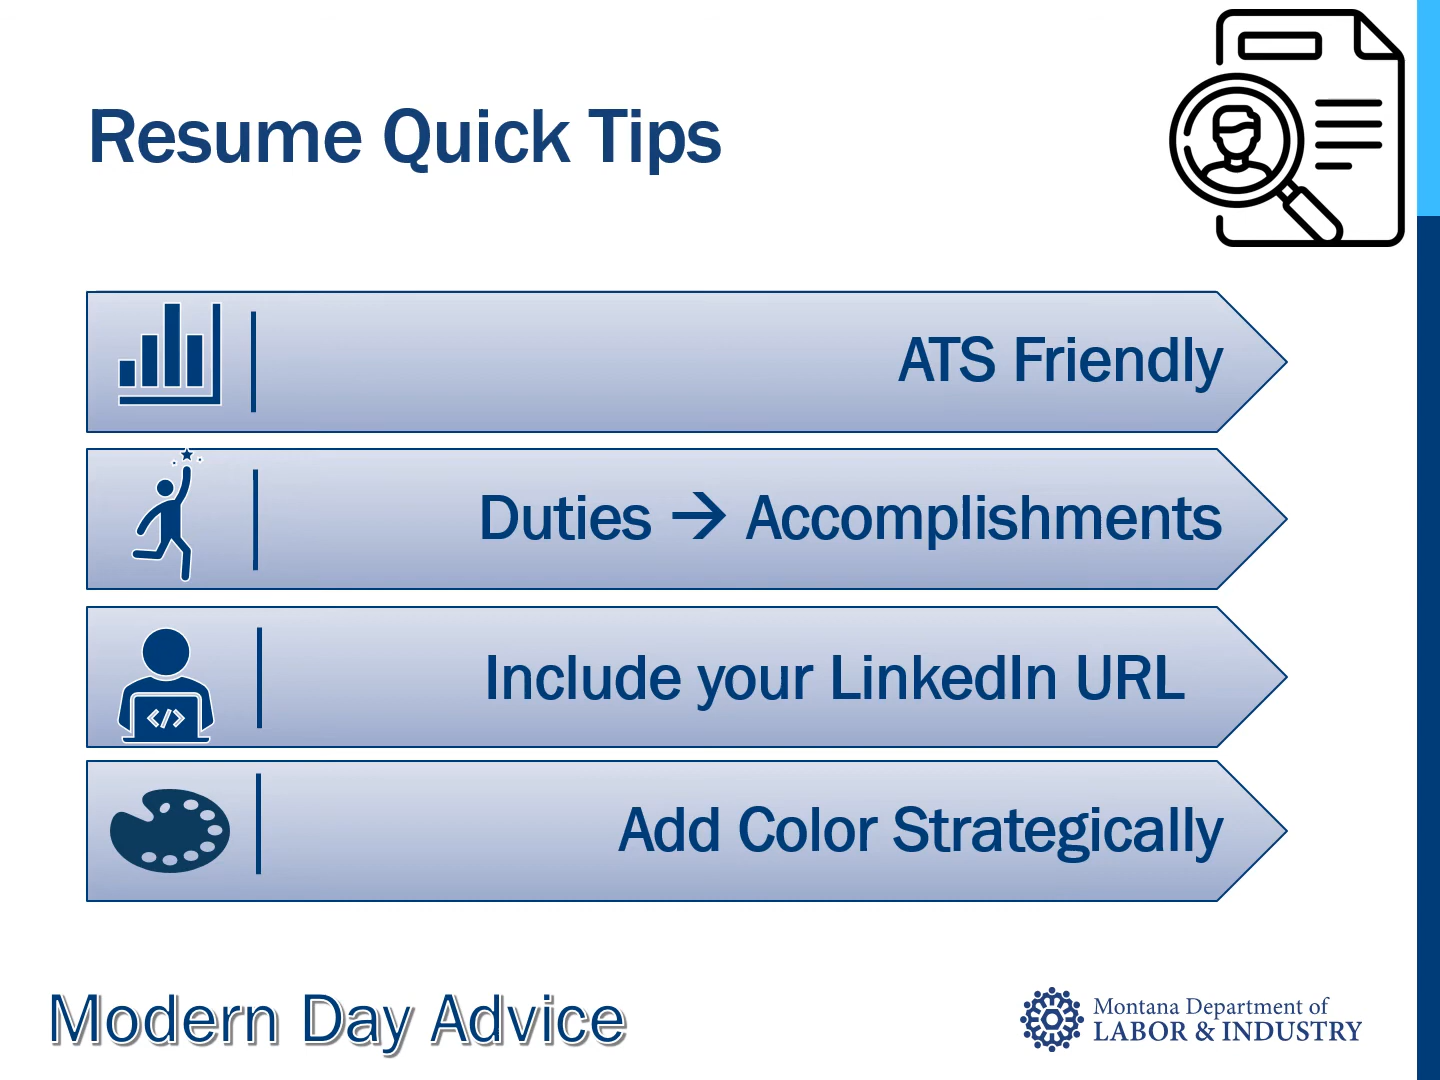 Resume Quick Tips
ATS Friendly
Duties → Accomplishments
Include your LinkedIn URL
</>
Add Color Strategically
Modern Day Advice
Montana Department of
LABOR & INDUSTRY